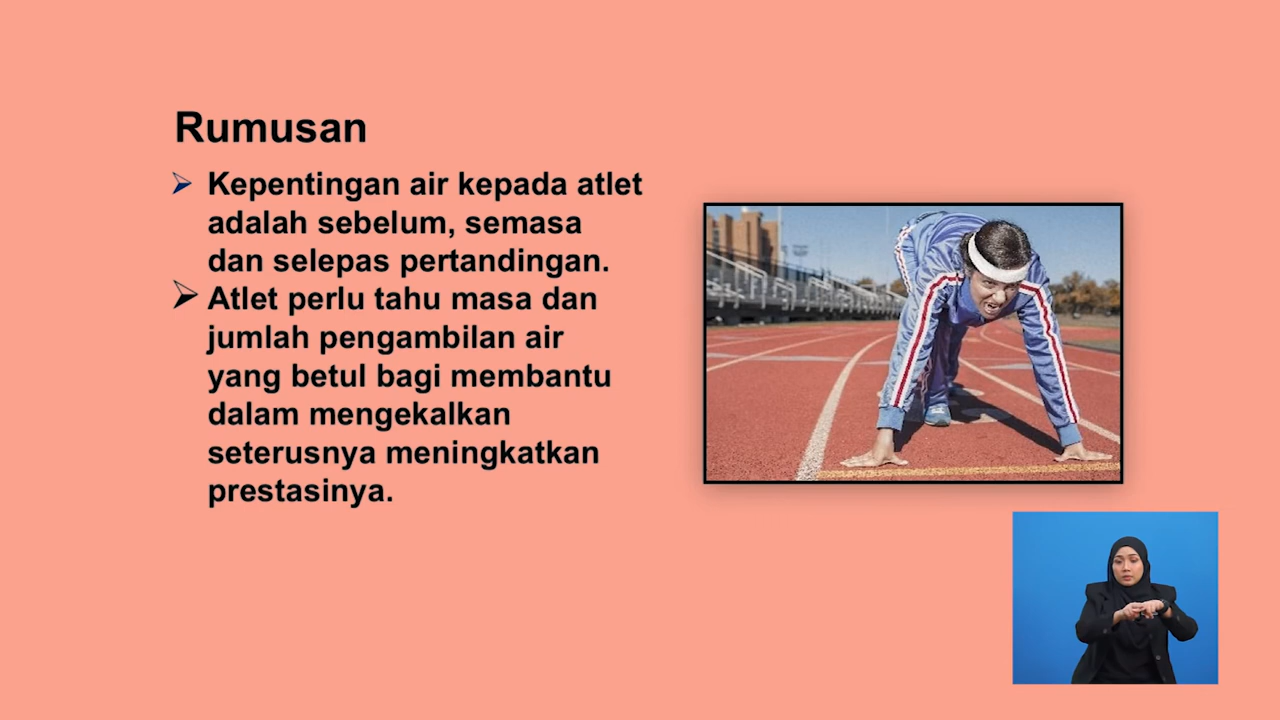 Rumusan
Kepentingan air kepada atlet
adalah sebelum, semasa
dan selepas pertandingan.
Atlet perlu tahu masa dan
jumlah pengambilan air
yang betul bagi membantu
dalam mengekalkan
seterusnya meningkatkan
prestasinya.